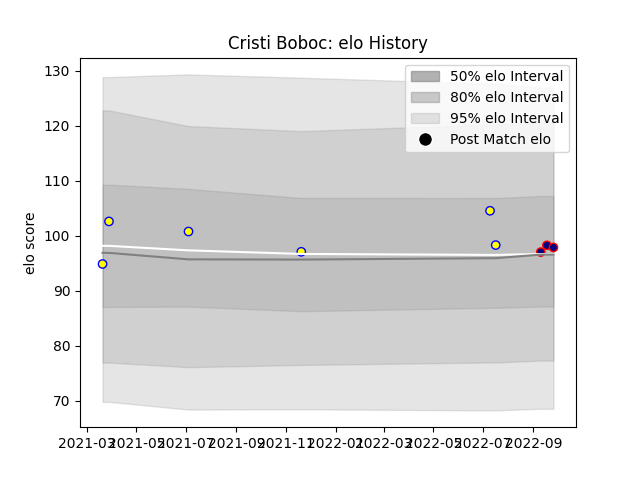 Cristi Boboc: elo History
50% elo Interval
80% elo Interval
95% elo Interval
Post Match elo
elo score
130
120
110
100
90
80
70
2021-03 2021-05 2021-07 2021-09 2021-11 2022-01 2022-03 2022-05 2022-07 2022-09